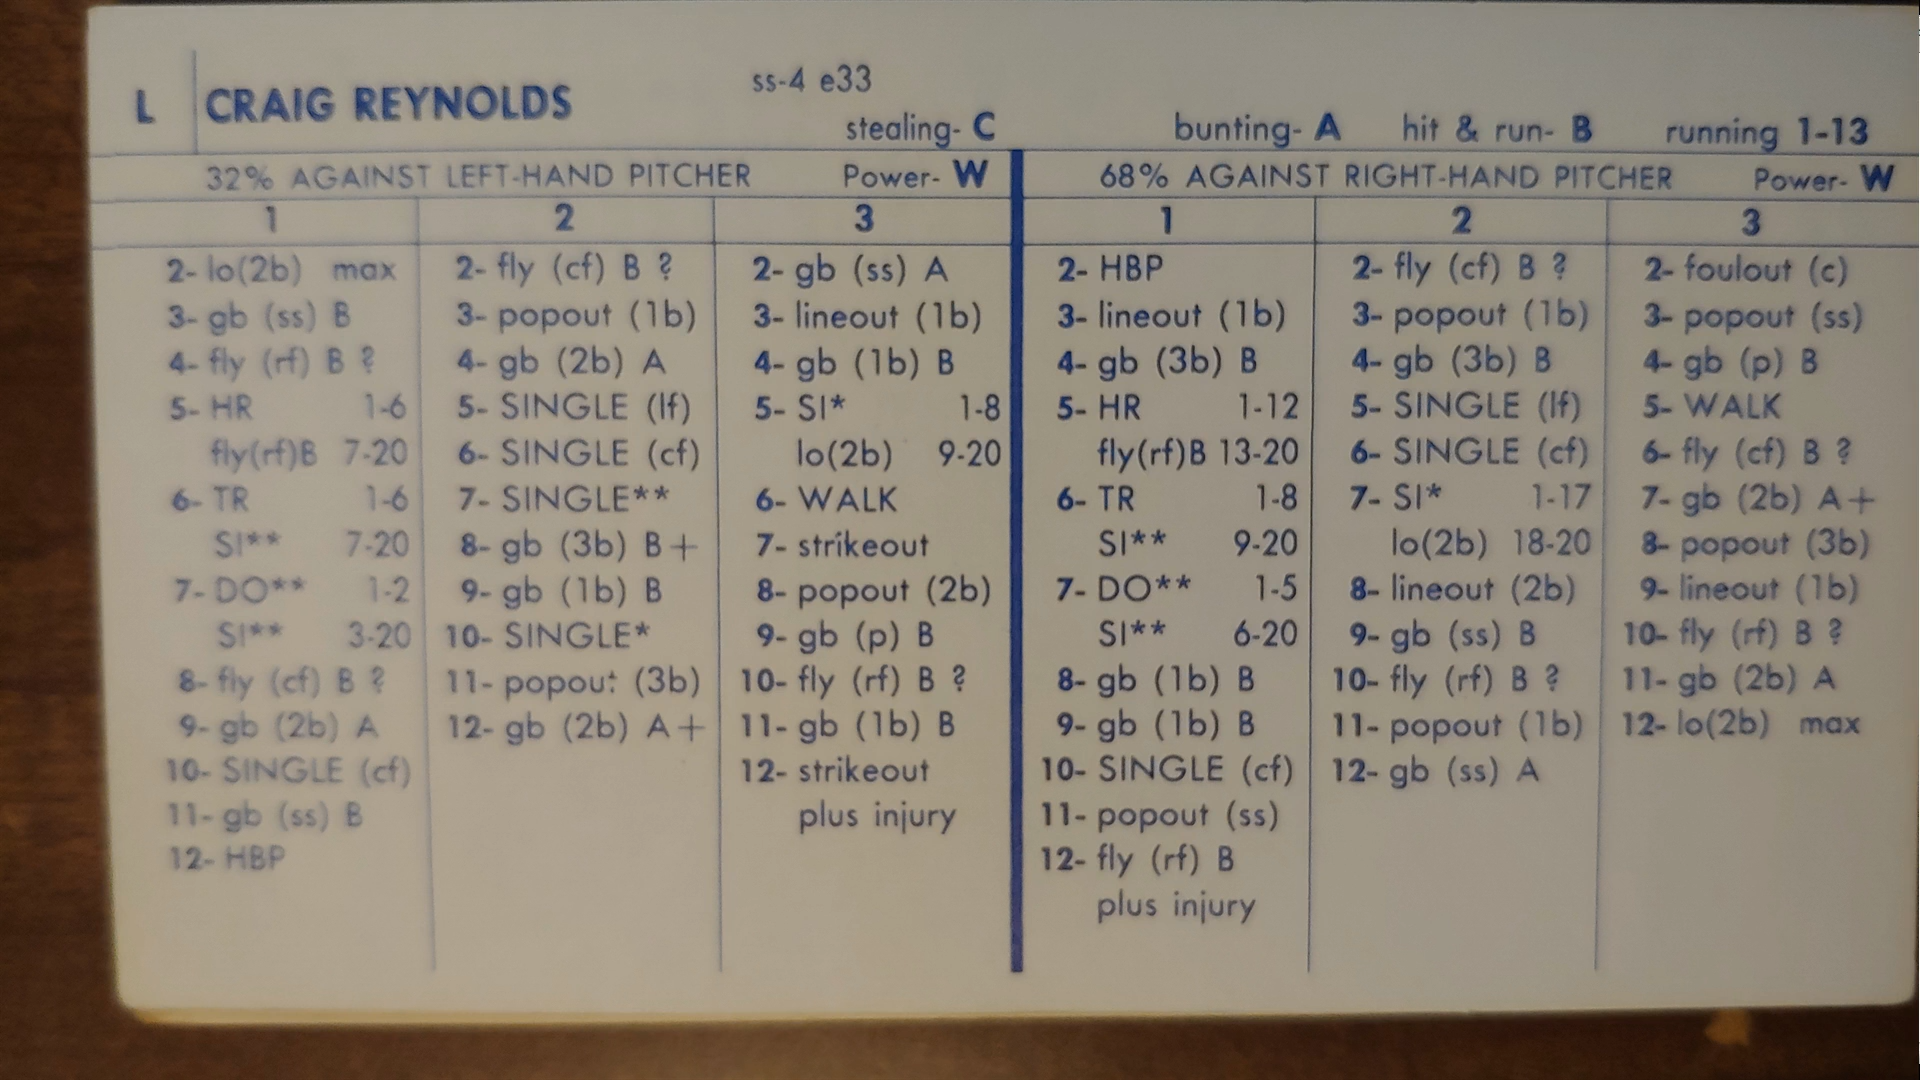 L CRAIG REYNOLDS ss-4 e33
stealing- C bunting- A hit & run- B running 1-13
32% AGAINST LEFT-HAND PITCHER Power- W
1 2 3
2- lo(2b) max
3- gb (ss) B
4- fly (rf) B ?
5- HR 1-6
fly(rf)B 7-20
6- TR 1-6
SI** 7-20
7- DO** 1-2
SI** 3-20
8- fly (cf) B ?
9- gb (2b) A
10- SINGLE (cf)
11- gb (ss) B
12- HBP
2- fly (cf) B ?
3- popout (1b)
4- gb (2b) A
5- SINGLE (lf)
6- SINGLE (cf)
7- SINGLE**
8- gb (3b) B+
9- gb (1b) B
10- SINGLE*
11- popout (3b)
12- gb (2b) A+
2- gb (ss) A
3- lineout (1b)
4- gb (1b) B
5- SI* 1-8
lo(2b) 9-20
6- WALK
7- strikeout
8- popout (2b)
9- gb (p) B
10- fly (rf) B ?
11- gb (1b) B
12- strikeout
plus injury
68% AGAINST RIGHT-HAND PITCHER Power- W
1 2 3
2- HBP
3- lineout (1b)
4- gb (3b) B
5- HR 1-12
fly(rf)B 13-20
6- TR 1-8
SI** 9-20
7- DO** 1-5
SI** 6-20
8- gb (1b) B
9- gb (1b) B
10- SINGLE (cf)
11- popout (ss)
12- fly (rf) B
plus injury
2- fly (cf) B ?
3- popout (1b)
4- gb (3b) B
5- SINGLE (lf)
6- SINGLE (cf)
7- SI* 1-17
lo(2b) 18-20
8- lineout (2b)
9- gb (ss) B
10- fly (rf) B ?
11- popout (1b)
12- gb (ss) A
2- foulout (c)
3- popout (ss)
4- gb (p) B
5- WALK
6- fly (cf) B ?
7- gb (2b) A+
8- popout (3b)
9- lineout (1b)
10- fly (rf) B ?
11- gb (2b) A
12- lo(2b) max